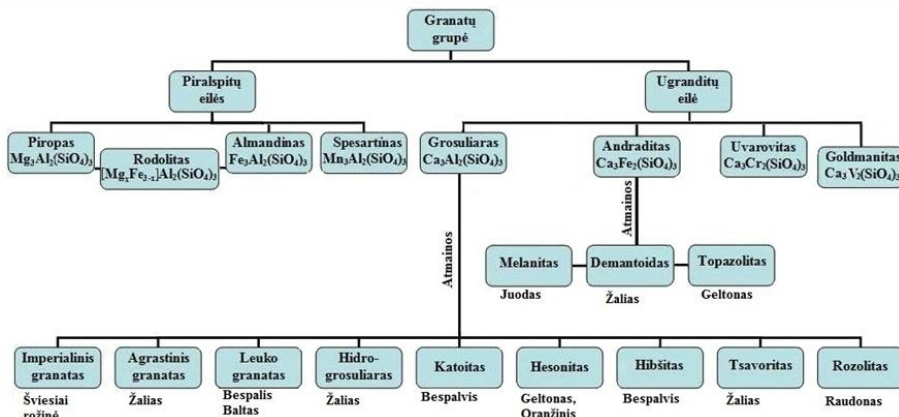 Granatų
grupė
Piralspitų
eilės
Ugranditų
eilė
Piropas
Mg₃Al₂(SiO₄)₃
Rodolitas
[MgₓFe₃₋ₓ]Al₂(SiO₄)₃
Almandinas
Fe₃Al₂(SiO₄)₃
Spesartinas
Mn₃Al₂(SiO₄)₃
Grosuliaras
Ca₃Al₂(SiO₄)₃
Andraditas
Ca₃Fe₂(SiO₄)₃
Uvarovitas
Ca₃Cr₂(SiO₄)₃
Goldmanitas
Ca₃V₂(SiO₄)₃
Atmainos
Atmainos
Melanitas
Juodas
Demantoidas
Žalias
Topazolitas
Geltonas
Imperialinis
granatas
Šviesiai
rožinė
Agrastinis
granatas
Žalias
Leuko
granatas
Bespalis
Baltas
Hidro-
grosuliaras
Žalias
Katoitas
Bespalvis
Hesonitas
Geltonas,
Oranžinis
Hibšitas
Bespalvis
Tsavoritas
Žalias
Rozolitas
Raudonas